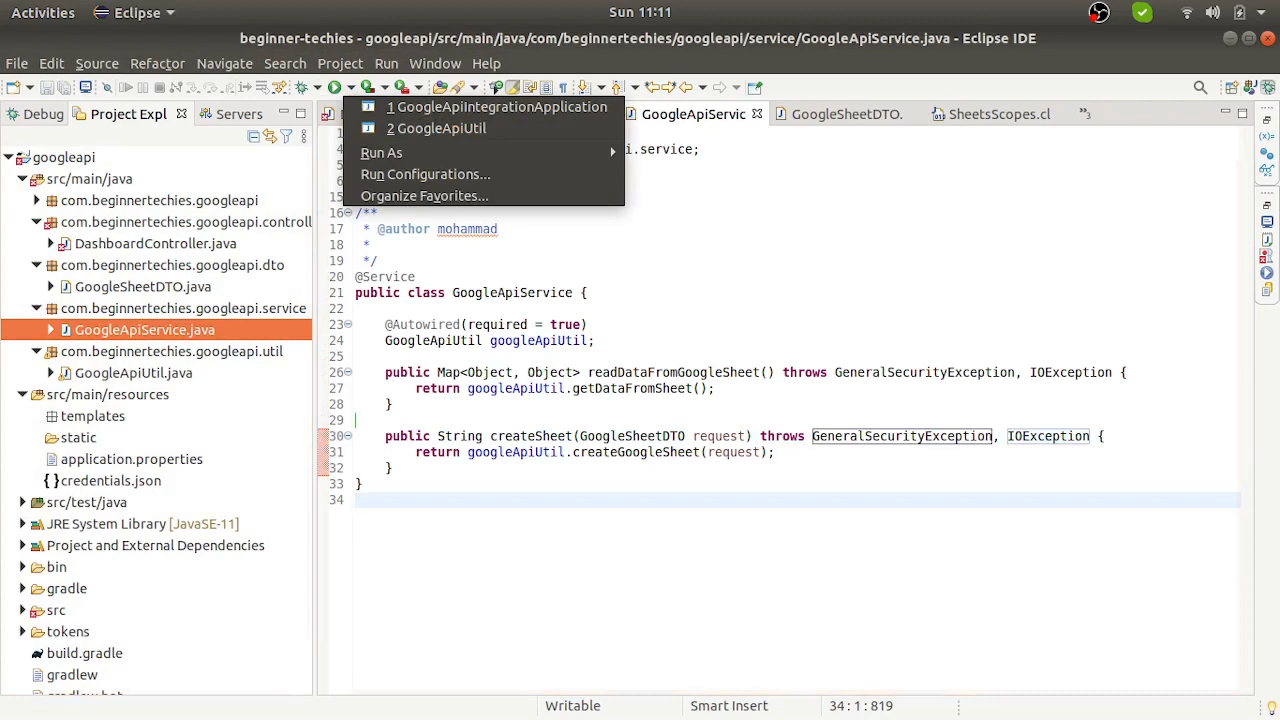 Activities
Eclipse
Sun 11:11
beginner-techies - googleapi/src/main/java/com/beginnertechies/googleapi/service/GoogleApiService.java - Eclipse IDE
File Edit Source Refactor Navigate Search Project Run Window Help
Debug
Project Expl
Servers
GoogleApiServic
GoogleSheetDTO.
SheetsScopes.cl
»3
1 GoogleApiIntegrationApplication
2 GoogleApiUtil
Run As
Run Configurations...
Organize Favorites...
googleapi
src/main/java
com.beginnertechies.googleapi
com.beginnertechies.googleapi.controll
DashboardController.java
com.beginnertechies.googleapi.dto
GoogleSheetDTO.java
com.beginnertechies.googleapi.service
GoogleApiService.java
com.beginnertechies.googleapi.util
GoogleApiUtil.java
src/main/resources
templates
static
application.properties
credentials.json
src/test/java
JRE System Library [JavaSE-11]
Project and External Dependencies
bin
gradle
src
tokens
build.gradle
gradlew
i.service;
15
16 /**
17 * @author mohammad
18 *
19 */
20 @Service
21 public class GoogleApiService {
22
23 @Autowired(required = true)
24 GoogleApiUtil googleApiUtil;
25
26 public Map<Object, Object> readDataFromGoogleSheet() throws GeneralSecurityException, IOException {
27 return googleApiUtil.getDataFromSheet();
28 }
29
30 public String createSheet(GoogleSheetDTO request) throws GeneralSecurityException, IOException {
31 return googleApiUtil.createGoogleSheet(request);
32 }
33 }
34
Writable
Smart Insert
34 : 1 : 819